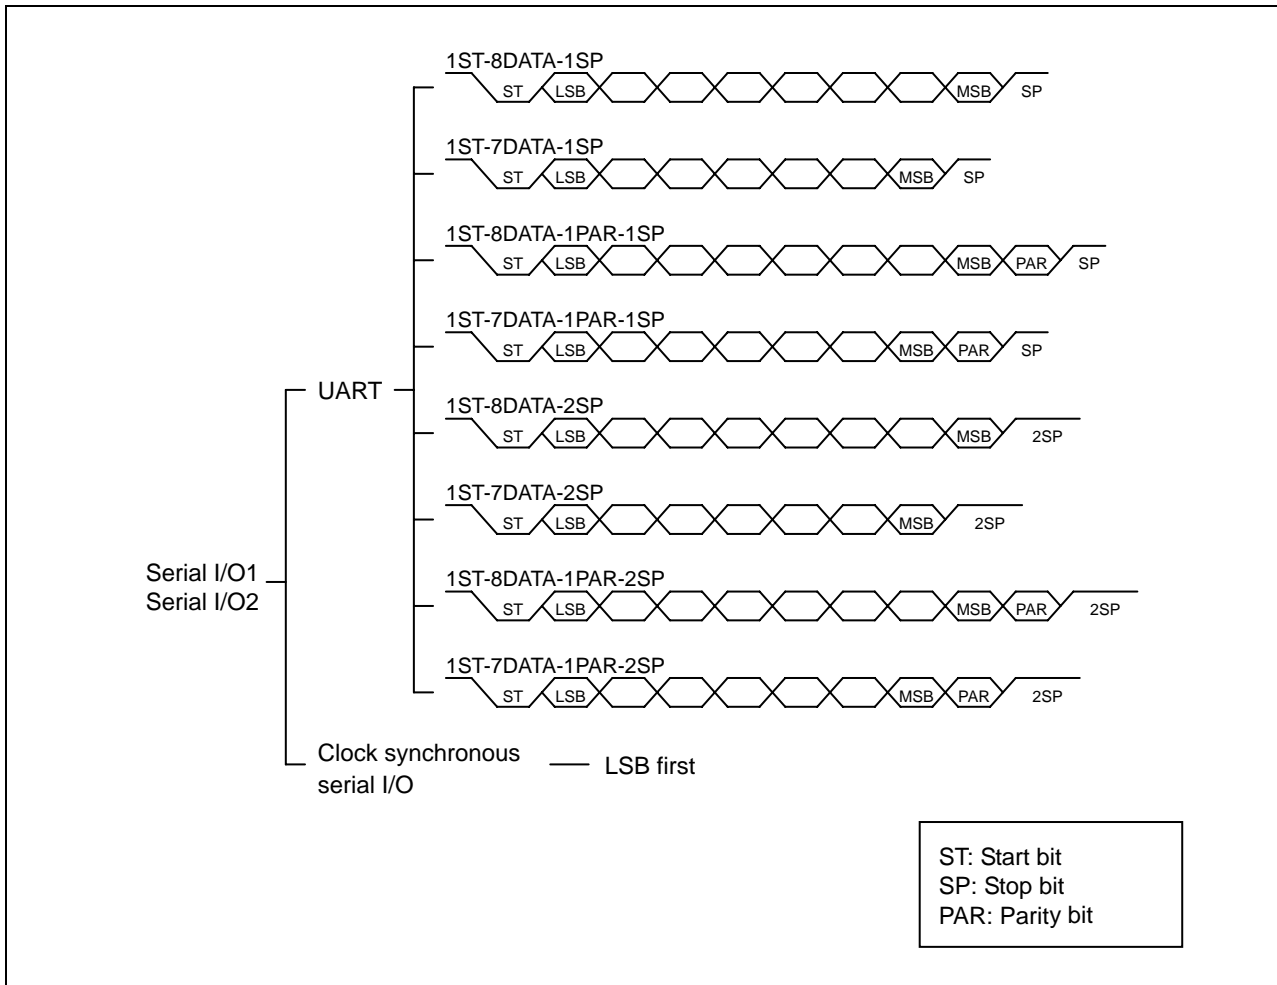 1ST-8DATA-1SP
ST LSB MSB SP
1ST-7DATA-1SP
ST LSB MSB SP
1ST-8DATA-1PAR-1SP
ST LSB MSB PAR SP
1ST-7DATA-1PAR-1SP
ST LSB MSB PAR SP
UART
1ST-8DATA-2SP
ST LSB MSB 2SP
1ST-7DATA-2SP
ST LSB MSB 2SP
Serial I/O1
Serial I/O2
1ST-8DATA-1PAR-2SP
ST LSB MSB PAR 2SP
1ST-7DATA-1PAR-2SP
ST LSB MSB PAR 2SP
Clock synchronous
serial I/O
LSB first
ST: Start bit
SP: Stop bit
PAR: Parity bit